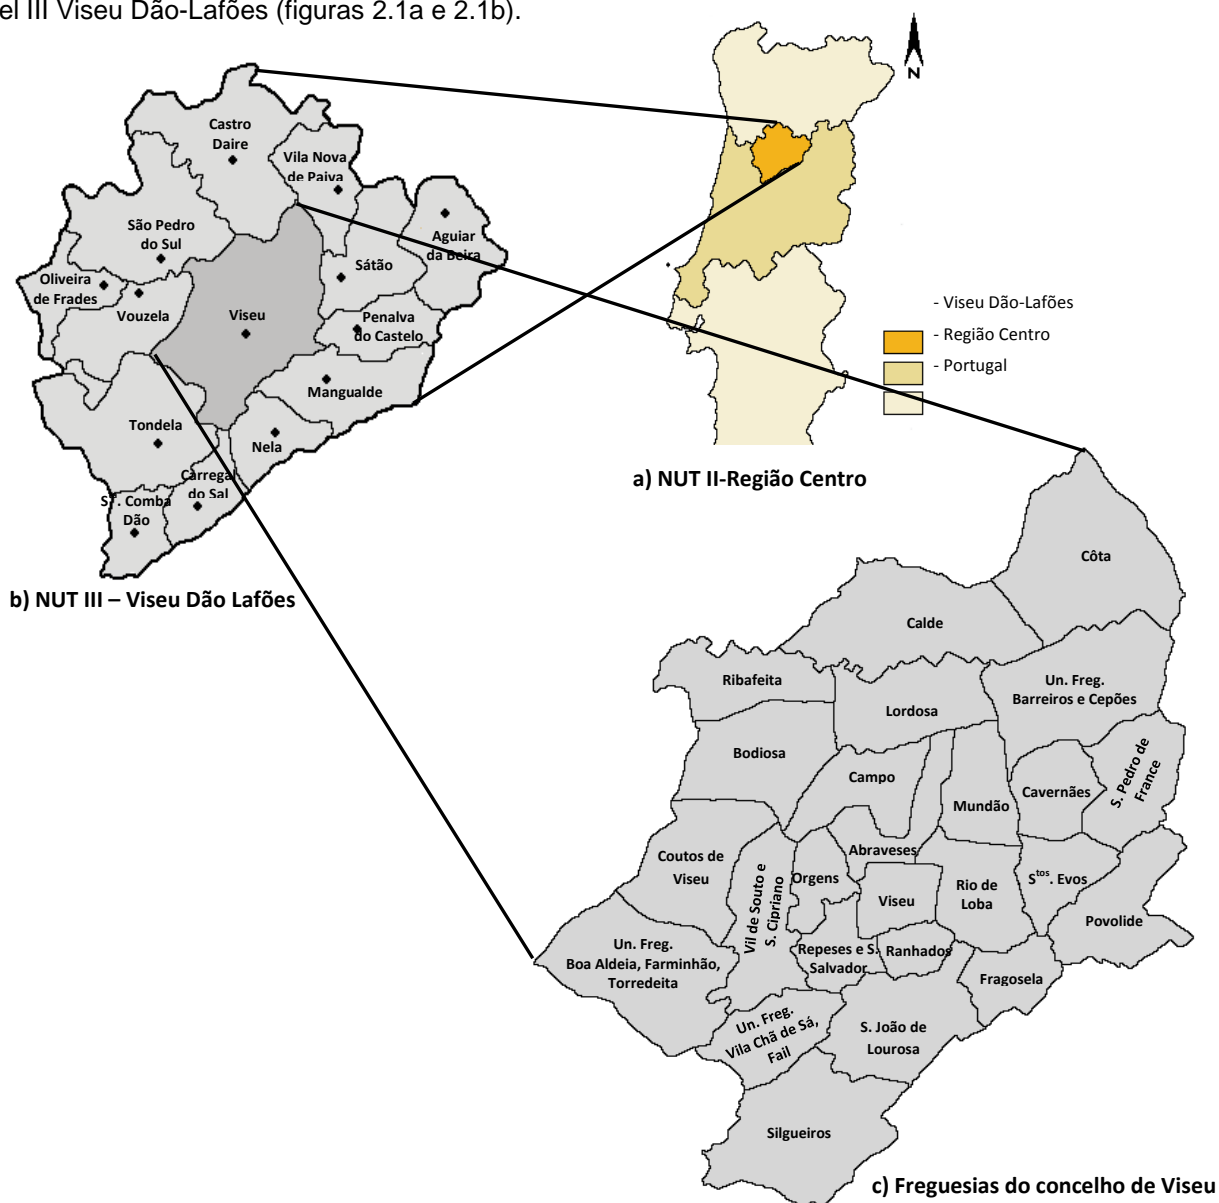 el III Viseu Dão-Lafões (figuras 2.1a e 2.1b).
N
Castro
Daire
Vila Nova
de Paiva
São Pedro
do Sul
Aguiar
da Beira
Sátão
Oliveira
de Frades
Vouzela
Viseu
Penalva
do Castelo
Mangualde
Tondela
Nela
Carregal
do Sal
Comba
Dão
b) NUT III – Viseu Dão Lafões
- Viseu Dão-Lafões
- Região Centro
- Portugal
a) NUT II-Região Centro
Côta
Calde
Ribafeita
Un. Freg.
Barreiros e Cepões
Lordosa
Bodiosa
Campo
Mundão
Cavernães
S. Pedro de
France
Coutos de
Viseu
Vil de Souto e
S. Cipriano
Orgens
Abraveses
Viseu
Rio de
Loba
Stos. Evos
Povolide
Un. Freg.
Boa Aldeia, Farminhão,
Torredeita
Repeses e S.
Salvador
Ranhados
Fragosela
Un. Freg.
Vila Chã de Sá,
Fail
S. João de
Lourosa
Silgueiros
c) Freguesias do concelho de Viseu